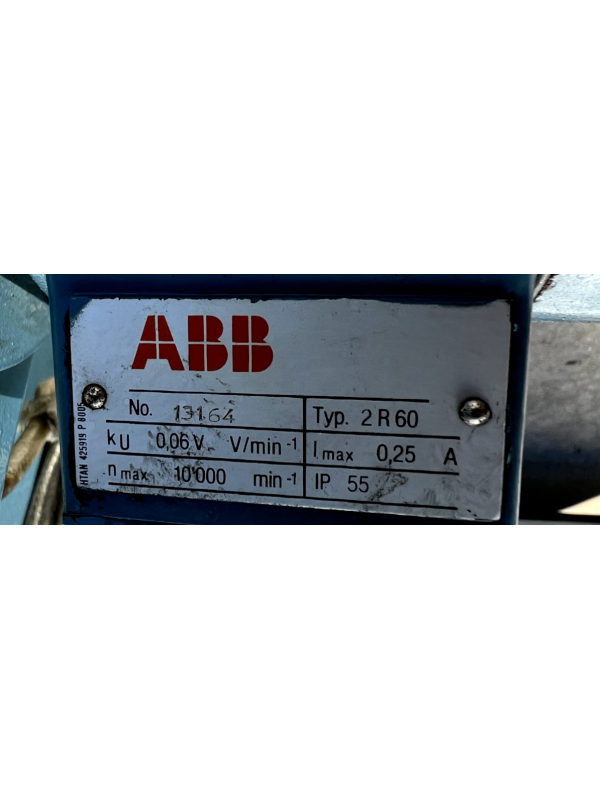 ABB
No. 13164 Typ. 2 R 60
kU 0,06 V V/min-1 I max 0,25 A
n max 10 000 min-1 IP 55
HTAN 425919 P 8005